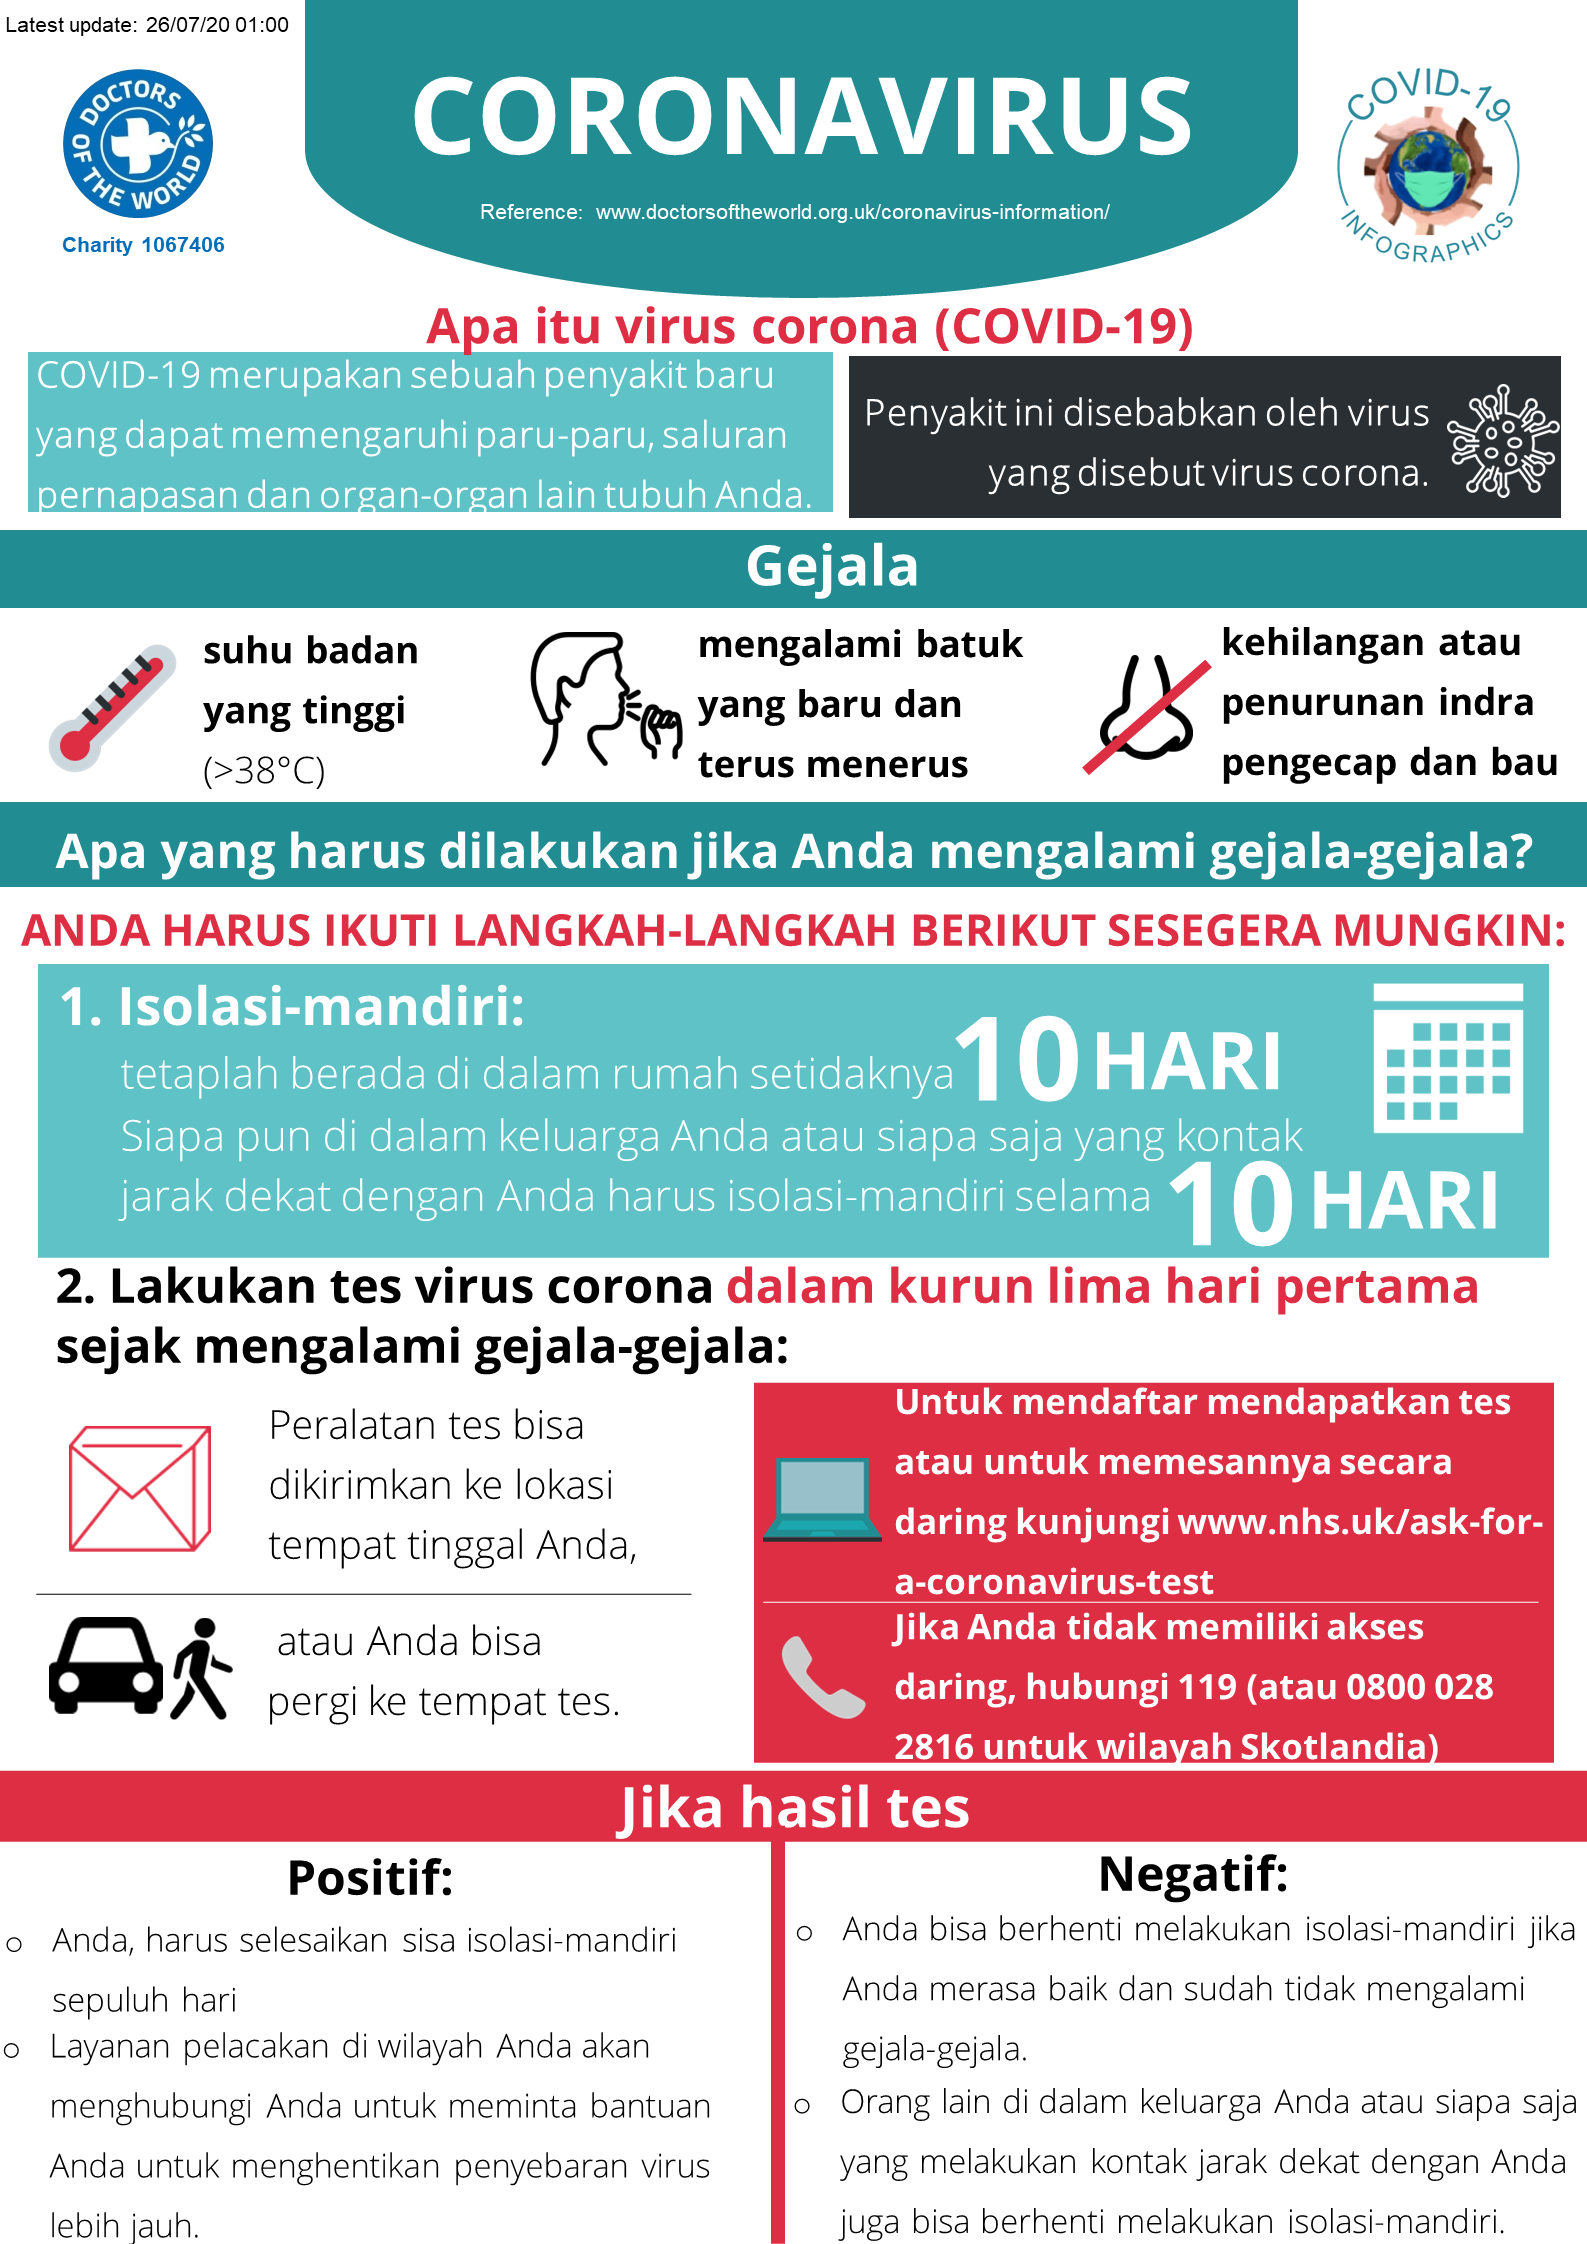 Latest update: 26/07/20 01:00
DOCTORS
OF THE WORLD
Charity 1067406
CORONAVIRUS
Reference: www.doctorsoftheworld.org.uk/coronavirus-information/
COVID-19
INFOGRAPHICS
Apa itu virus corona (COVID-19)
COVID-19 merupakan sebuah penyakit baru
yang dapat memengaruhi paru-paru, saluran
pernapasan dan organ-organ lain tubuh Anda.
Penyakit ini disebabkan oleh virus
yang disebut virus corona.
Gejala
suhu badan
yang tinggi
(>38°C)
mengalami batuk
yang baru dan
terus menerus
kehilangan atau
penurunan indra
pengecap dan bau
Apa yang harus dilakukan jika Anda mengalami gejala-gejala?
ANDA HARUS IKUTI LANGKAH-LANGKAH BERIKUT SESEGERA MUNGKIN:
1. Isolasi-mandiri:
tetaplah berada di dalam rumah setidaknya 10 HARI
Siapa pun di dalam keluarga Anda atau siapa saja yang kontak
jarak dekat dengan Anda harus isolasi-mandiri selama 10 HARI
2. Lakukan tes virus corona dalam kurun lima hari pertama
sejak mengalami gejala-gejala:
Peralatan tes bisa
dikirimkan ke lokasi
tempat tinggal Anda,
atau Anda bisa
pergi ke tempat tes.
Untuk mendaftar mendapatkan tes
atau untuk memesannya secara
daring kunjungi www.nhs.uk/ask-for-
a-coronavirus-test
Jika Anda tidak memiliki akses
daring, hubungi 119 (atau 0800 028
2816 untuk wilayah Skotlandia)
Jika hasil tes
Positif:
o Anda, harus selesaikan sisa isolasi-mandiri
sepuluh hari
o Layanan pelacakan di wilayah Anda akan
menghubungi Anda untuk meminta bantuan
Anda untuk menghentikan penyebaran virus
lebih jauh.
Negatif:
o Anda bisa berhenti melakukan isolasi-mandiri jika
Anda merasa baik dan sudah tidak mengalami
gejala-gejala.
o Orang lain di dalam keluarga Anda atau siapa saja
yang melakukan kontak jarak dekat dengan Anda
juga bisa berhenti melakukan isolasi-mandiri.